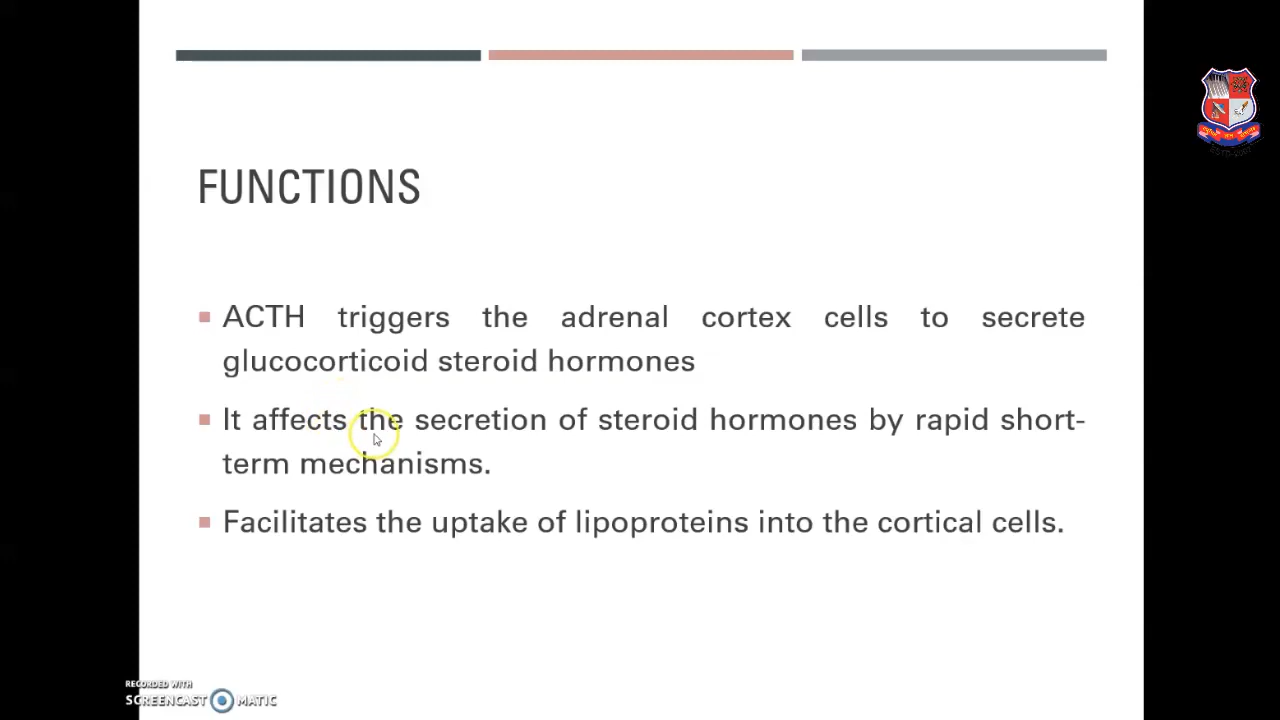 FUNCTIONS
ACTH triggers the adrenal cortex cells to secrete
glucocorticoid steroid hormones
It affects the secretion of steroid hormones by rapid short-
term mechanisms.
Facilitates the uptake of lipoproteins into the cortical cells.
RECORDED WITH
SCREENCAST MATIC